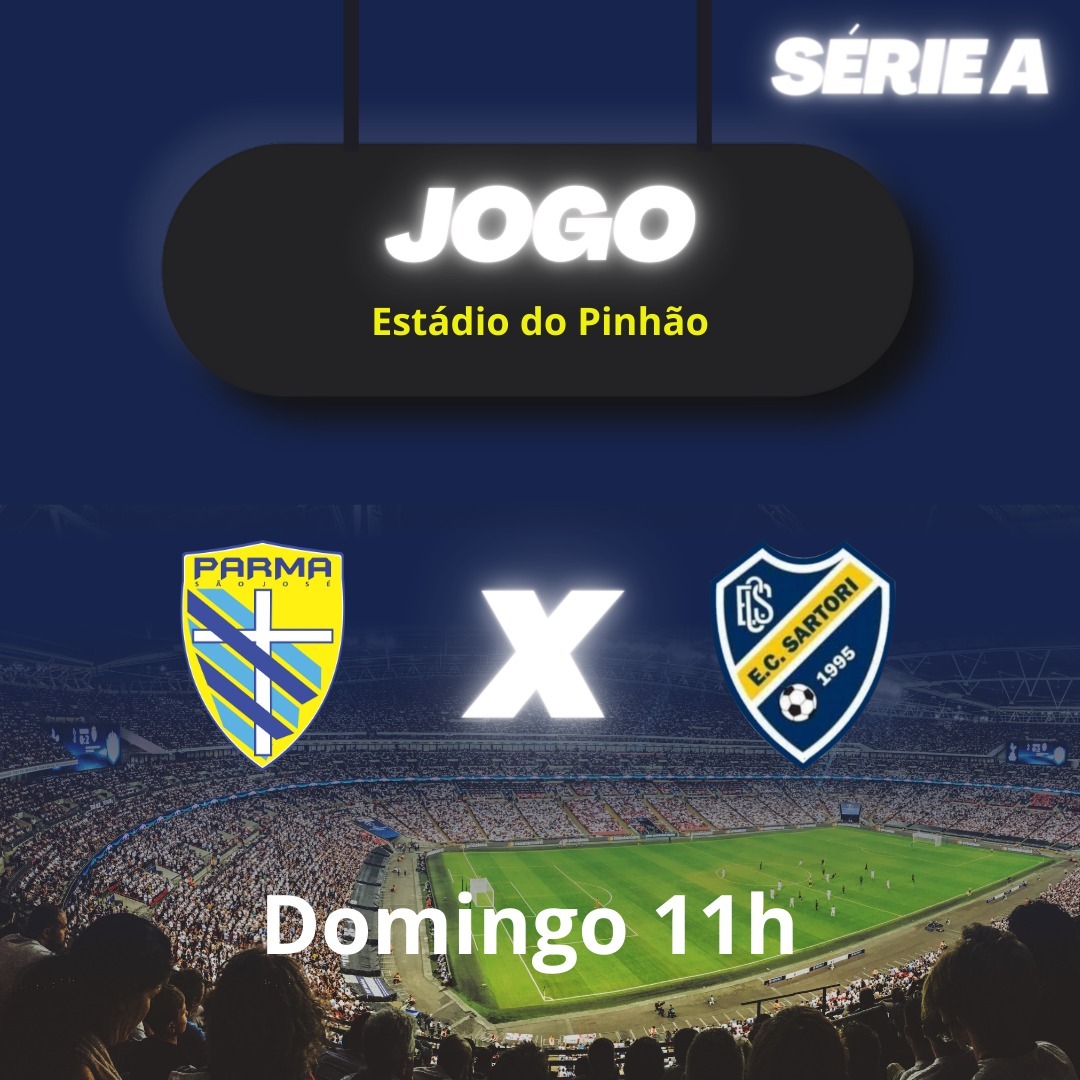 SÉRIE A
JOGO
Estádio do Pinhão
PARMA
SÃO JOSÉ
X
ECS
E.C. SARTORI
1995
Domingo 11h